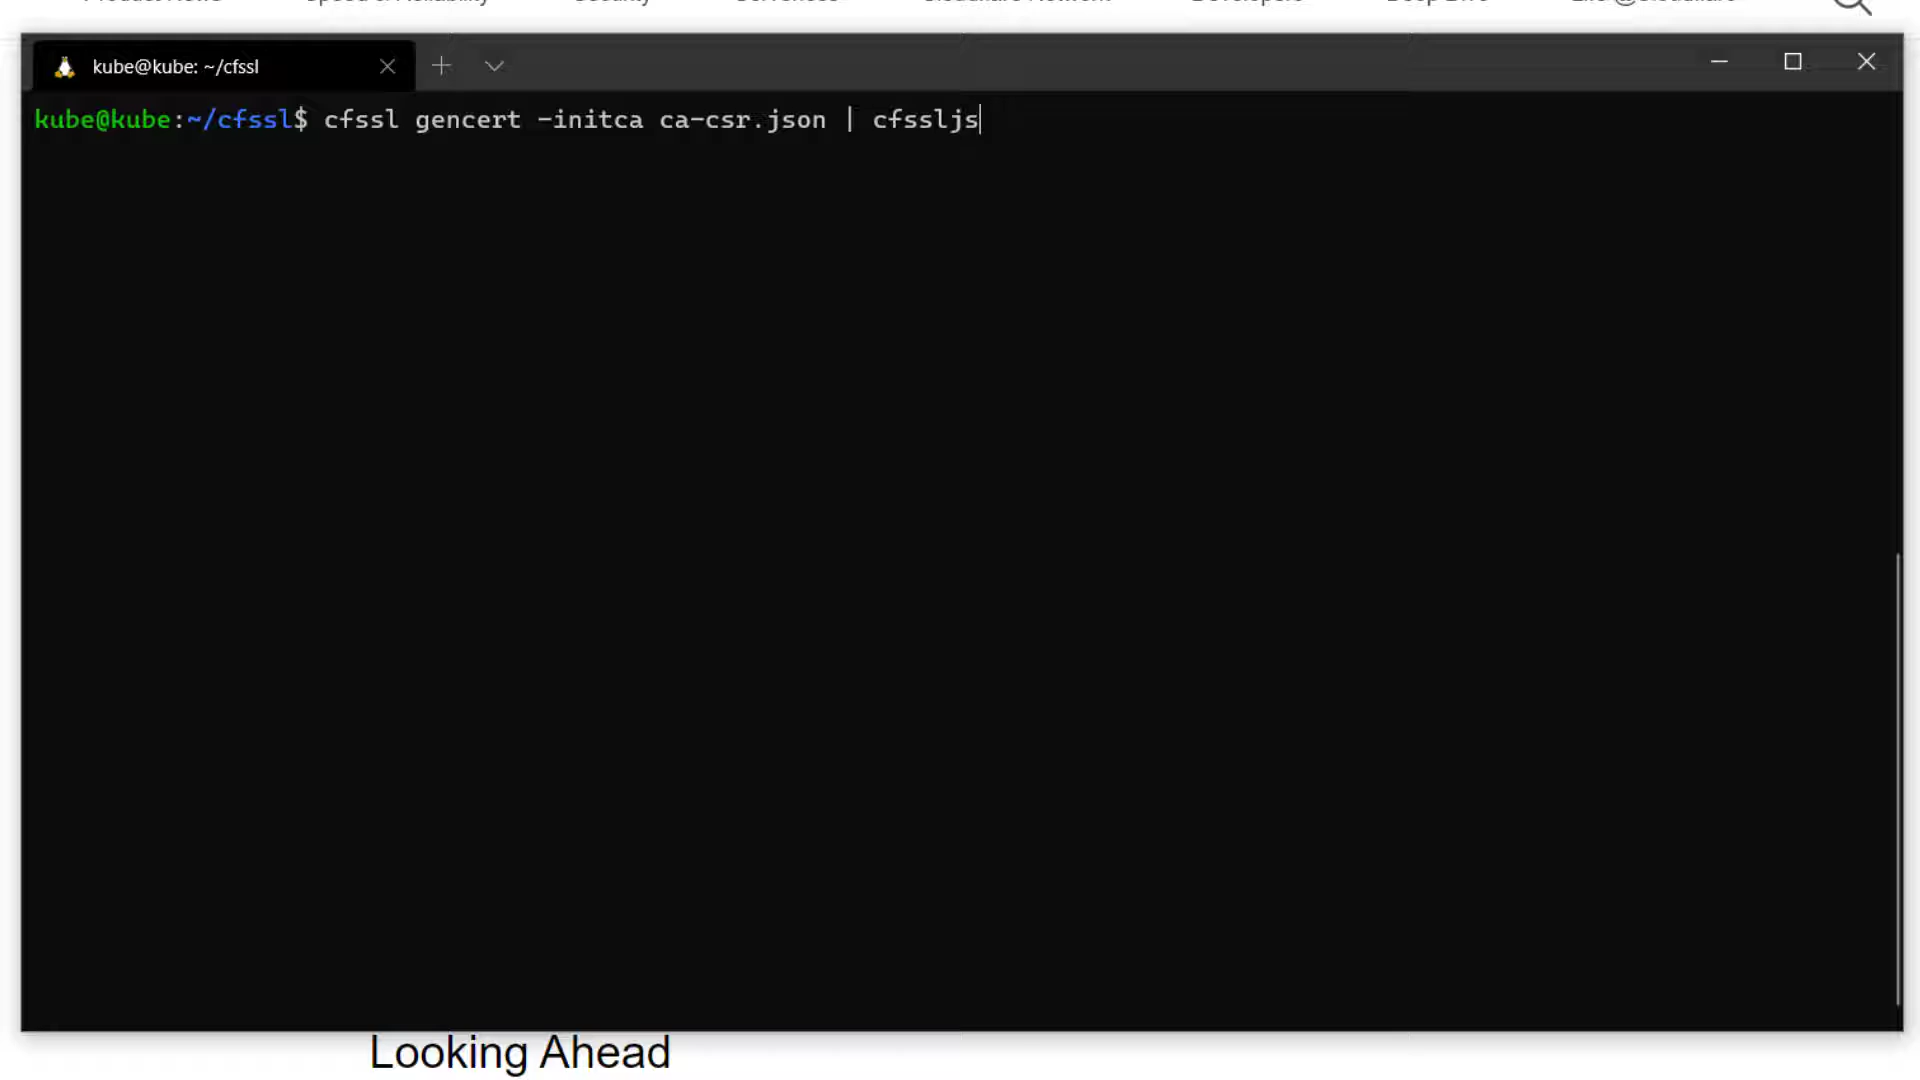 kube@kube: ~/cfssl
kube@kube:~/cfssl$ cfssl gencert -initca ca-csr.json | cfssljs
Looking Ahead